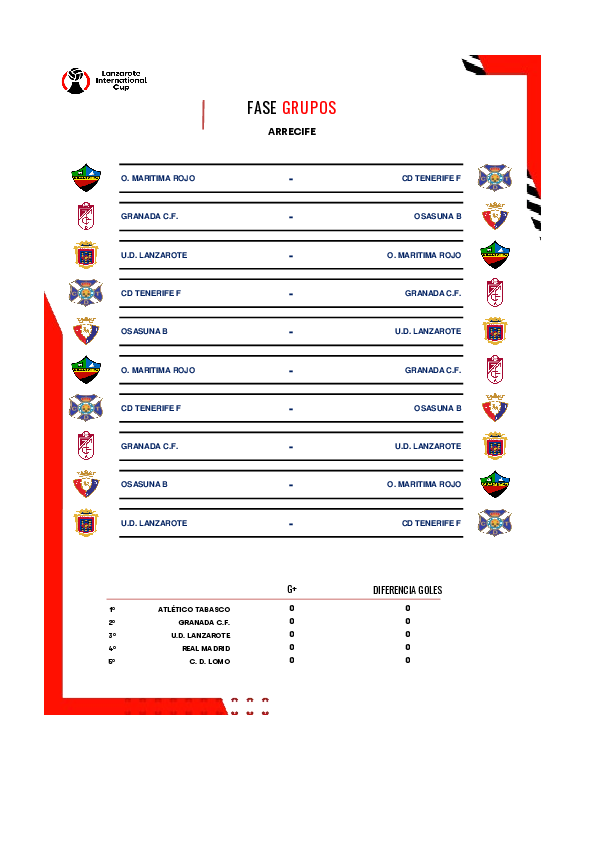 Lanzarote
International
Cup
FASE GRUPOS
ARRECIFE
O. MARITIMA ROJO - CD TENERIFE F
GRANADA C.F. - OSASUNA B
U.D. LANZAROTE - O. MARITIMA ROJO
CD TENERIFE F - GRANADA C.F.
OSASUNA B - U.D. LANZAROTE
O. MARITIMA ROJO - GRANADA C.F.
CD TENERIFE F - OSASUNA B
GRANADA C.F. - U.D. LANZAROTE
OSASUNA B - O. MARITIMA ROJO
U.D. LANZAROTE - CD TENERIFE F
G+ DIFERENCIA GOLES
1º ATLÉTICO TABASCO 0 0
2º GRANADA C.F. 0 0
3º U.D. LANZAROTE 0 0
4º REAL MADRID 0 0
5º C. D. LOMO 0 0